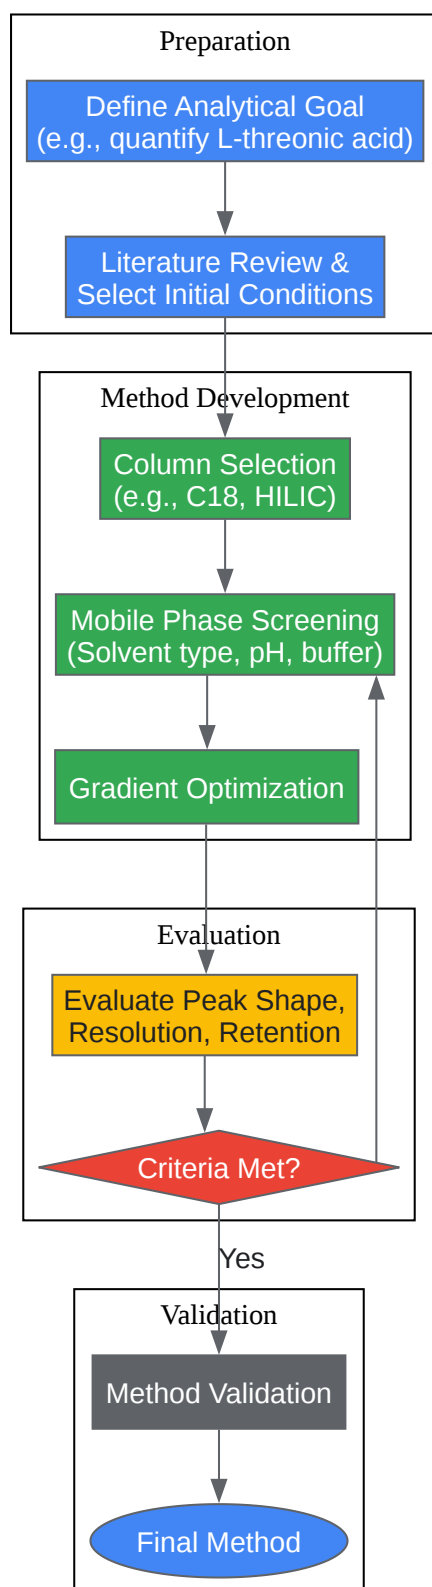 Preparation
Define Analytical Goal
(e.g., quantify L-threonic acid)
Literature Review &
Select Initial Conditions
Method Development
Column Selection
(e.g., C18, HILIC)
Mobile Phase Screening
(Solvent type, pH, buffer)
Gradient Optimization
Evaluation
Evaluate Peak Shape,
Resolution, Retention
Criteria Met?
Yes
Validation
Method Validation
Final Method